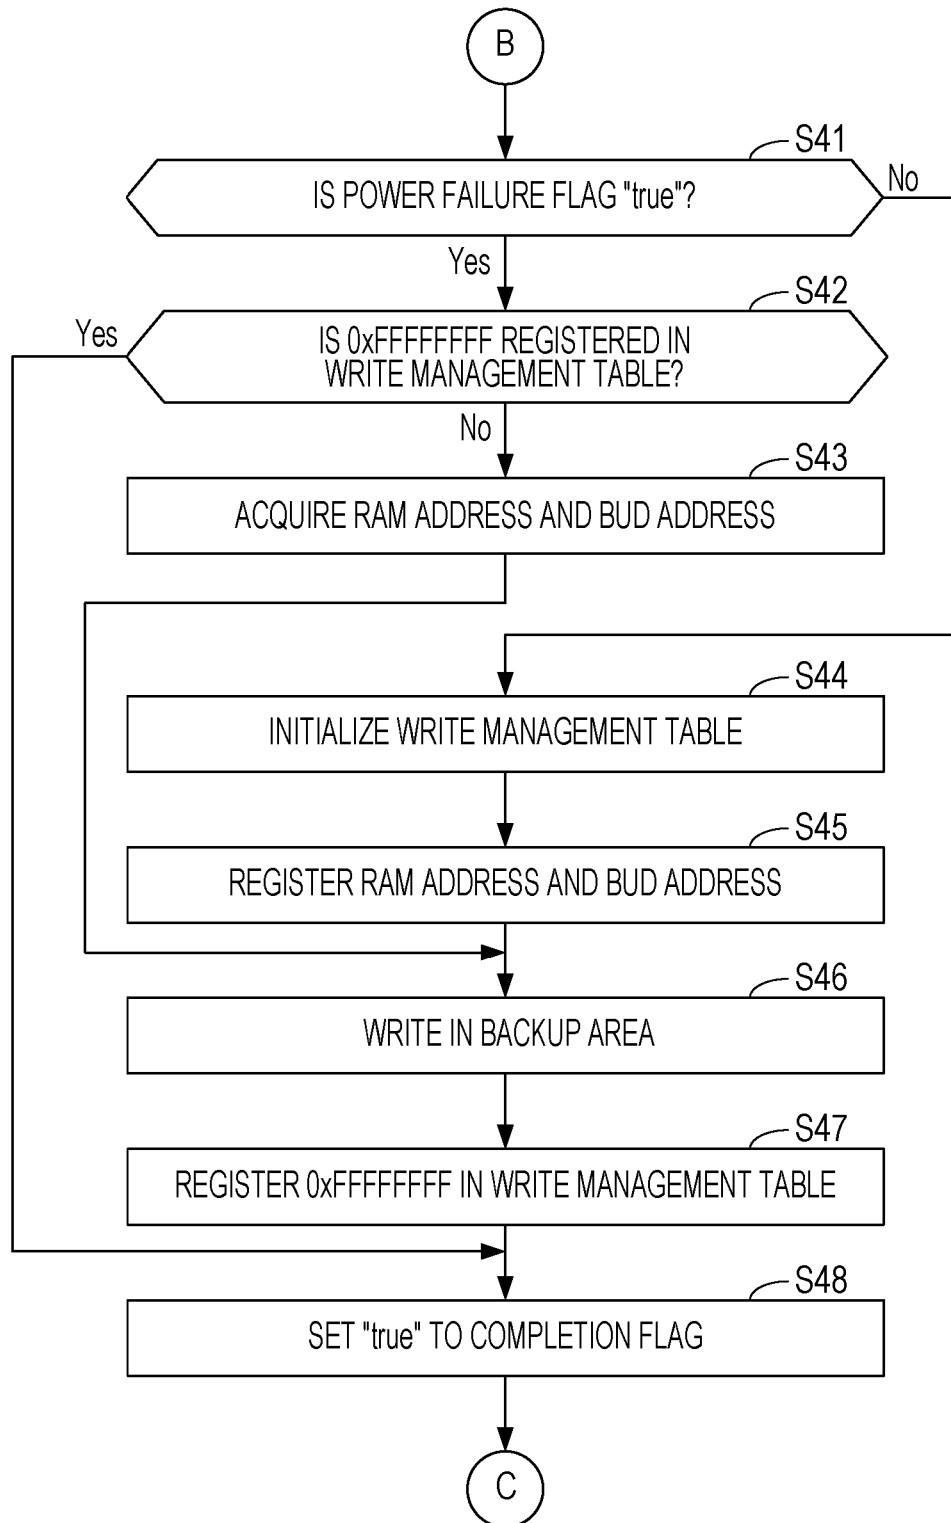 B
S41
IS POWER FAILURE FLAG "true"?
No
Yes
S42
Yes
IS 0xFFFFFFFF REGISTERED IN
WRITE MANAGEMENT TABLE?
No
S43
ACQUIRE RAM ADDRESS AND BUD ADDRESS
S44
INITIALIZE WRITE MANAGEMENT TABLE
S45
REGISTER RAM ADDRESS AND BUD ADDRESS
S46
WRITE IN BACKUP AREA
S47
REGISTER 0xFFFFFFFF IN WRITE MANAGEMENT TABLE
S48
SET "true" TO COMPLETION FLAG
C